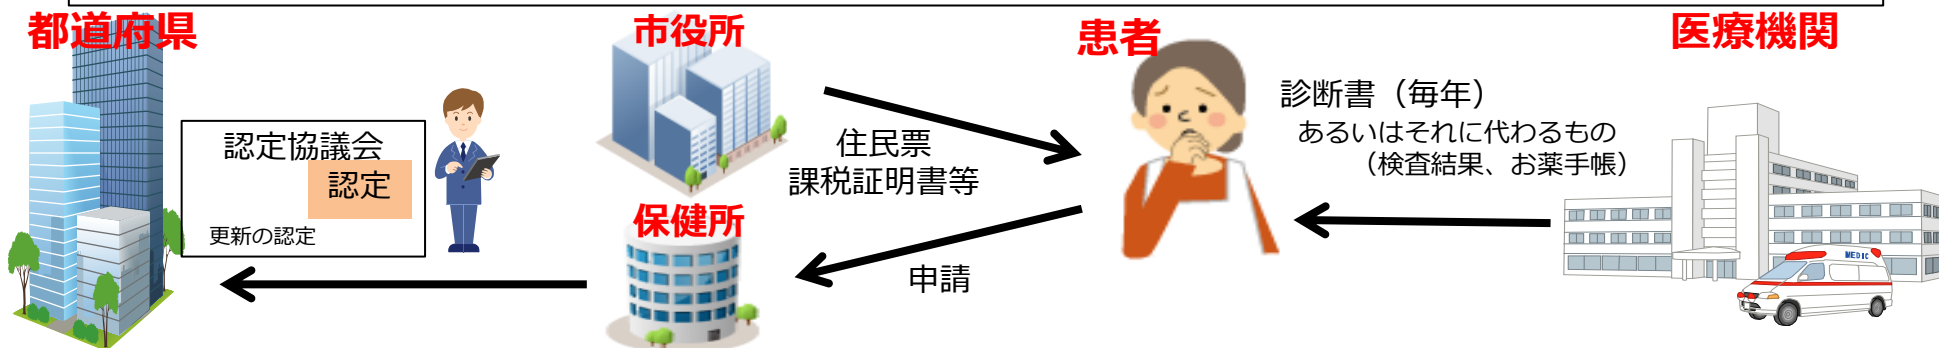 都道府県
市役所
患者
医療機関
認定協議会
認定
更新の認定
住民票
課税証明書等
診断書（毎年）
あるいはそれに代わるもの
（検査結果、お薬手帳）
保健所
申請
MEDIC